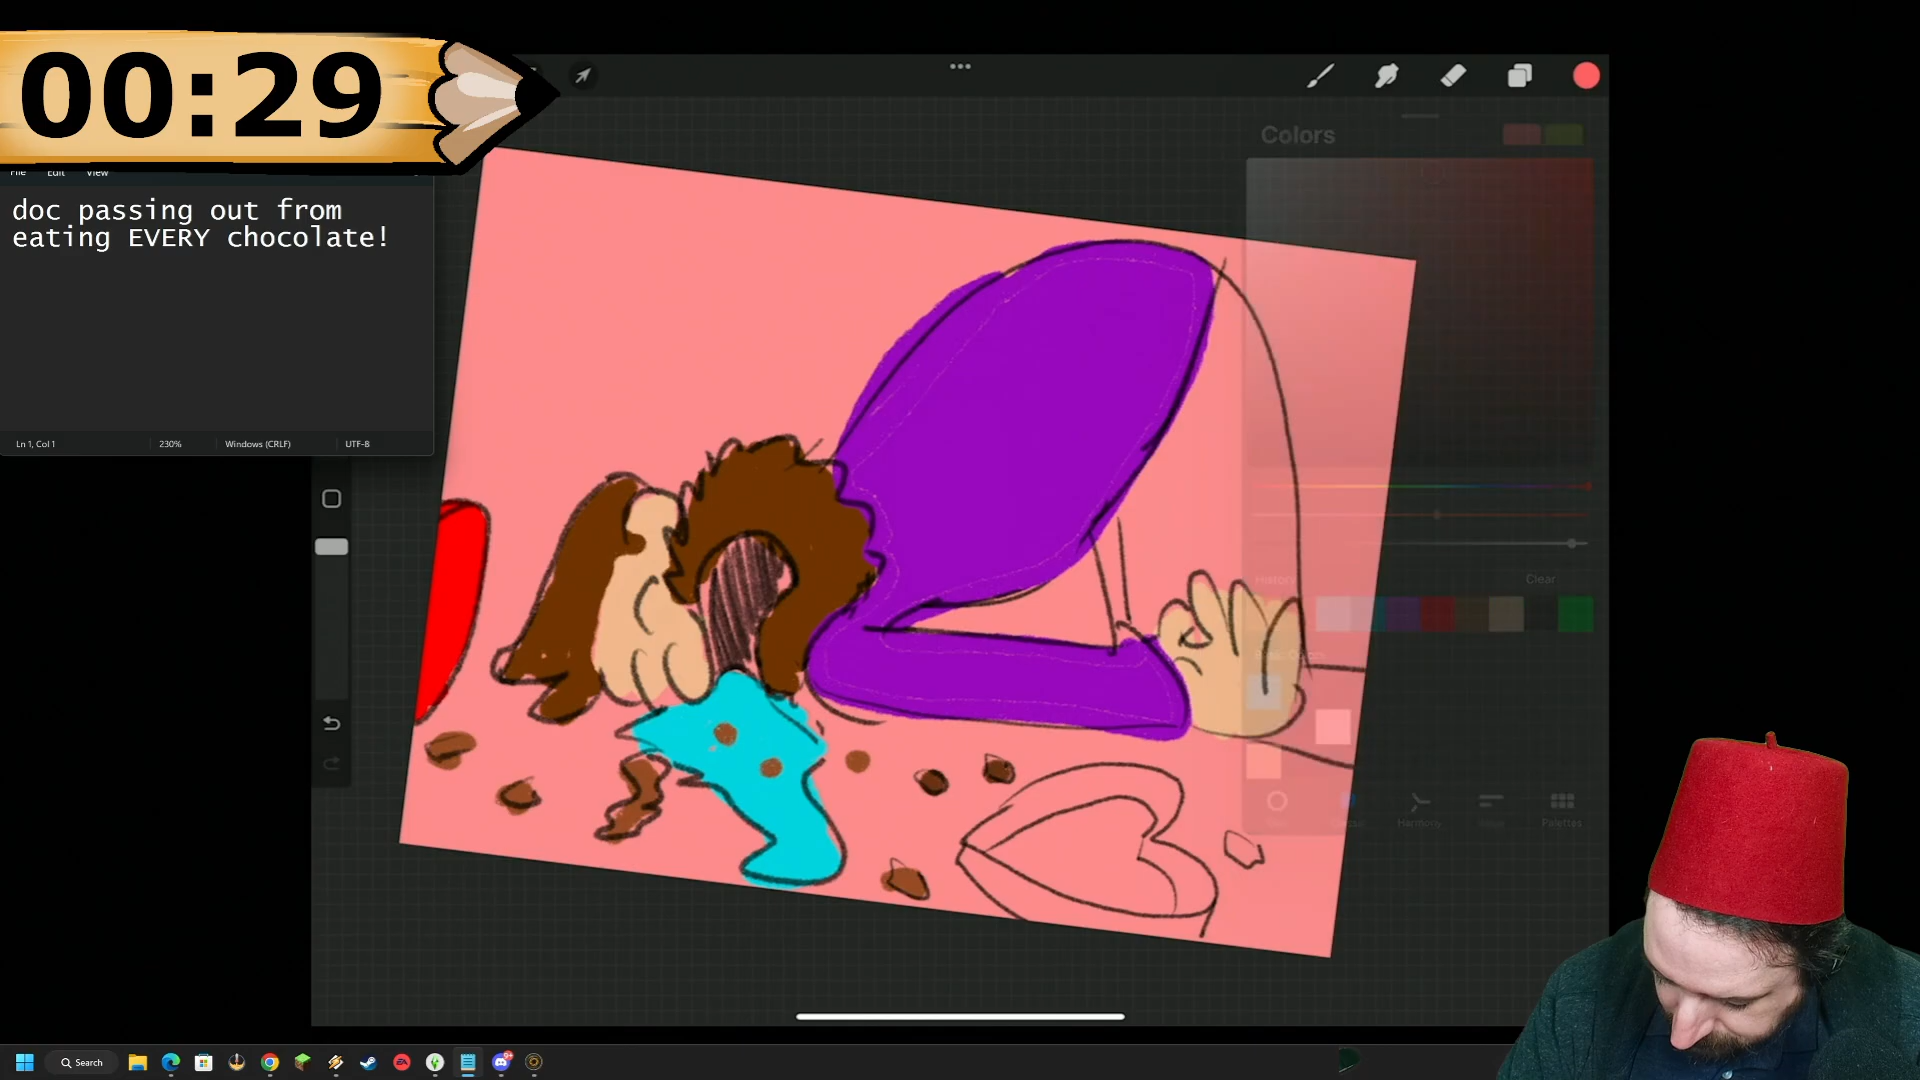 00:29
File Edit View
doc passing out from
eating EVERY chocolate!
Ln 1, Col 1 230% Windows (CRLF) UTF-8
Colors
History Clear
Harmony Palettes
Search